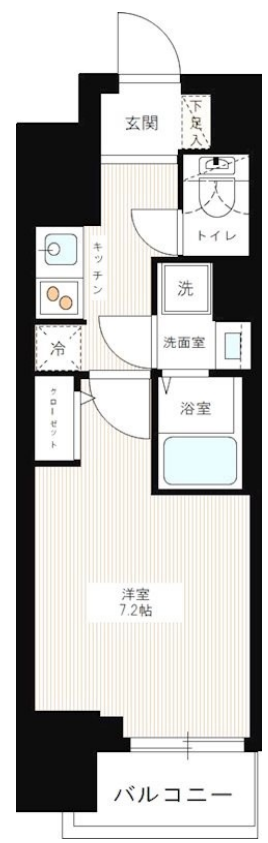 玄関
下足入
トイレ
キッチン
洗
冷
洗面室
クローゼット
浴室
洋室
7.2帖
バルコニー